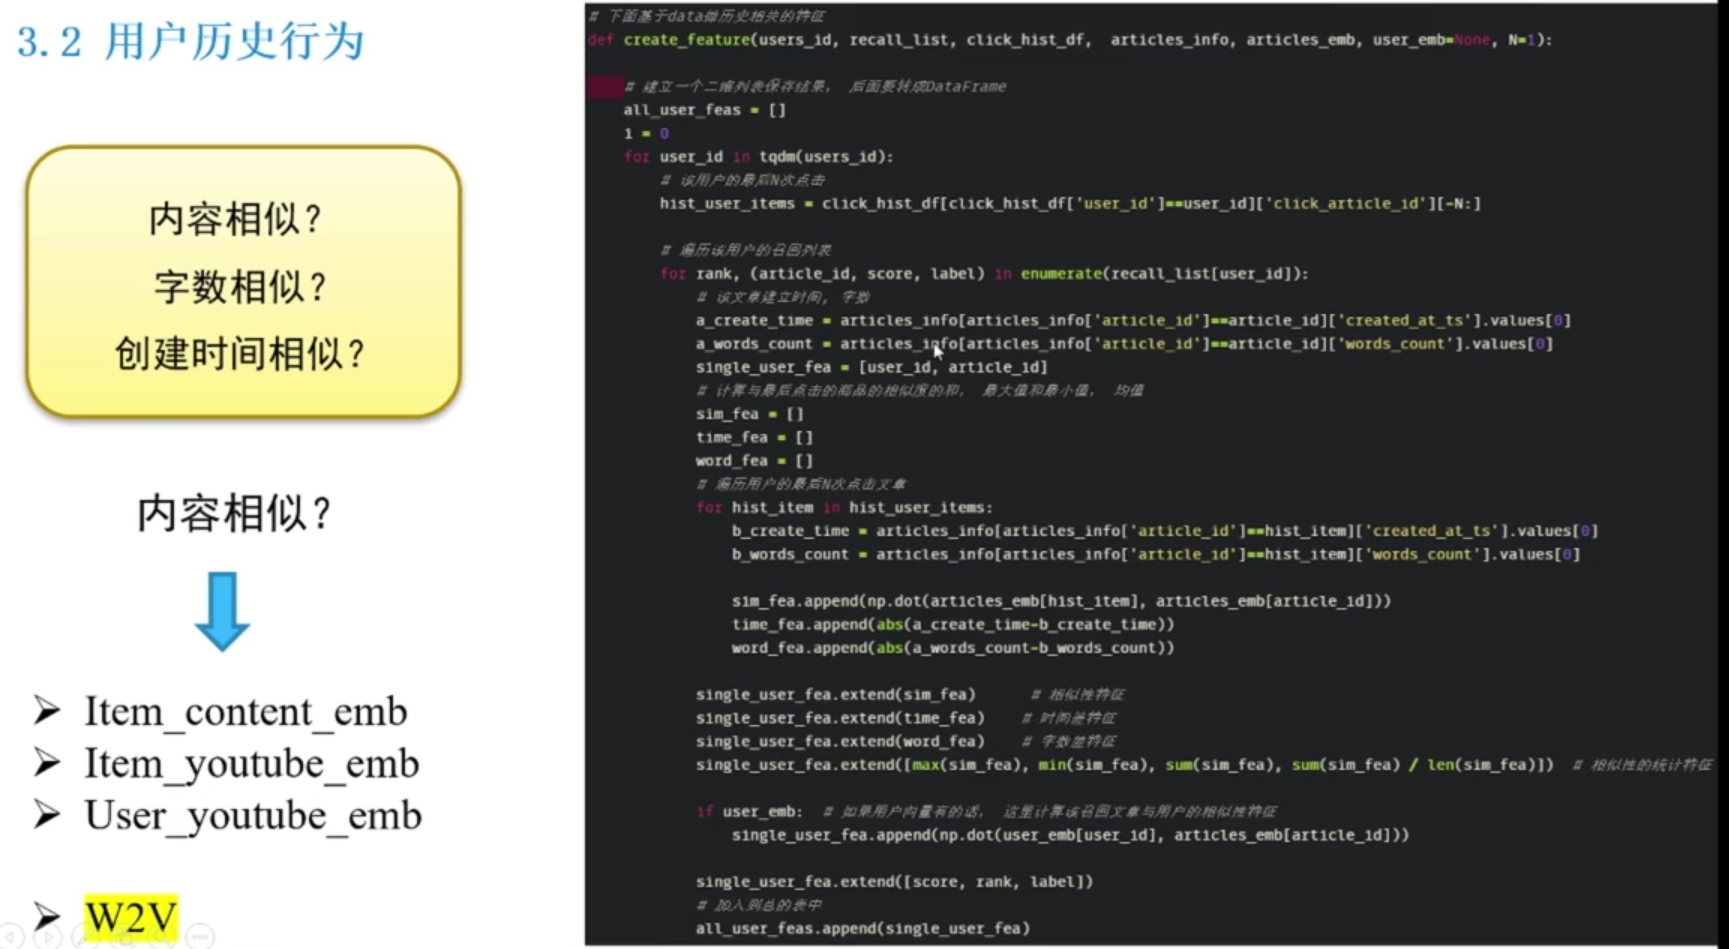 3.2 用户历史行为
内容相似？
字数相似？
创建时间相似？
内容相似？
Item_content_emb
Item_youtube_emb
User_youtube_emb
W2V
# 下面基于data做历史相关的特征
def create_feature(users_id, recall_list, click_hist_df,  articles_info, articles_emb, user_emb=None, N=1):
# 建立一个二维列表保存结果， 后面要转成DataFrame
all_user_feas = []
i = 0
for user_id in tqdm(users_id):
# 该用户的最后N次点击
hist_user_items = click_hist_df[click_hist_df['user_id']==user_id]['click_article_id'][-N:]
# 遍历该用户的召回列表
for rank, (article_id, score, label) in enumerate(recall_list[user_id]):
# 该文章建立时间, 字数
a_create_time = articles_info[articles_info['article_id']==article_id]['created_at_ts'].values[0]
a_words_count = articles_info[articles_info['article_id']==article_id]['words_count'].values[0]
single_user_fea = [user_id, article_id]
# 计算与最后点击的商品的相似度的和， 最大值和最小值， 均值
sim_fea = []
time_fea = []
word_fea = []
# 遍历用户的最后N次点击文章
for hist_item in hist_user_items:
b_create_time = articles_info[articles_info['article_id']==hist_item]['created_at_ts'].values[0]
b_words_count = articles_info[articles_info['article_id']==hist_item]['words_count'].values[0]
sim_fea.append(np.dot(articles_emb[hist_item], articles_emb[article_id]))
time_fea.append(abs(a_create_time-b_create_time))
word_fea.append(abs(a_words_count-b_words_count))
single_user_fea.extend(sim_fea)      # 相似性特征
single_user_fea.extend(time_fea)    # 时间差特征
single_user_fea.extend(word_fea)    # 字数差特征
single_user_fea.extend([max(sim_fea), min(sim_fea), sum(sim_fea), sum(sim_fea) / len(sim_fea)])  # 相似性的统计特征
if user_emb:  # 如果用户向量有的话， 这里计算该召回文章与用户的相似性特征
single_user_fea.append(np.dot(user_emb[user_id], articles_emb[article_id]))
single_user_fea.extend([score, rank, label])
# 加入到总的表中
all_user_feas.append(single_user_fea)